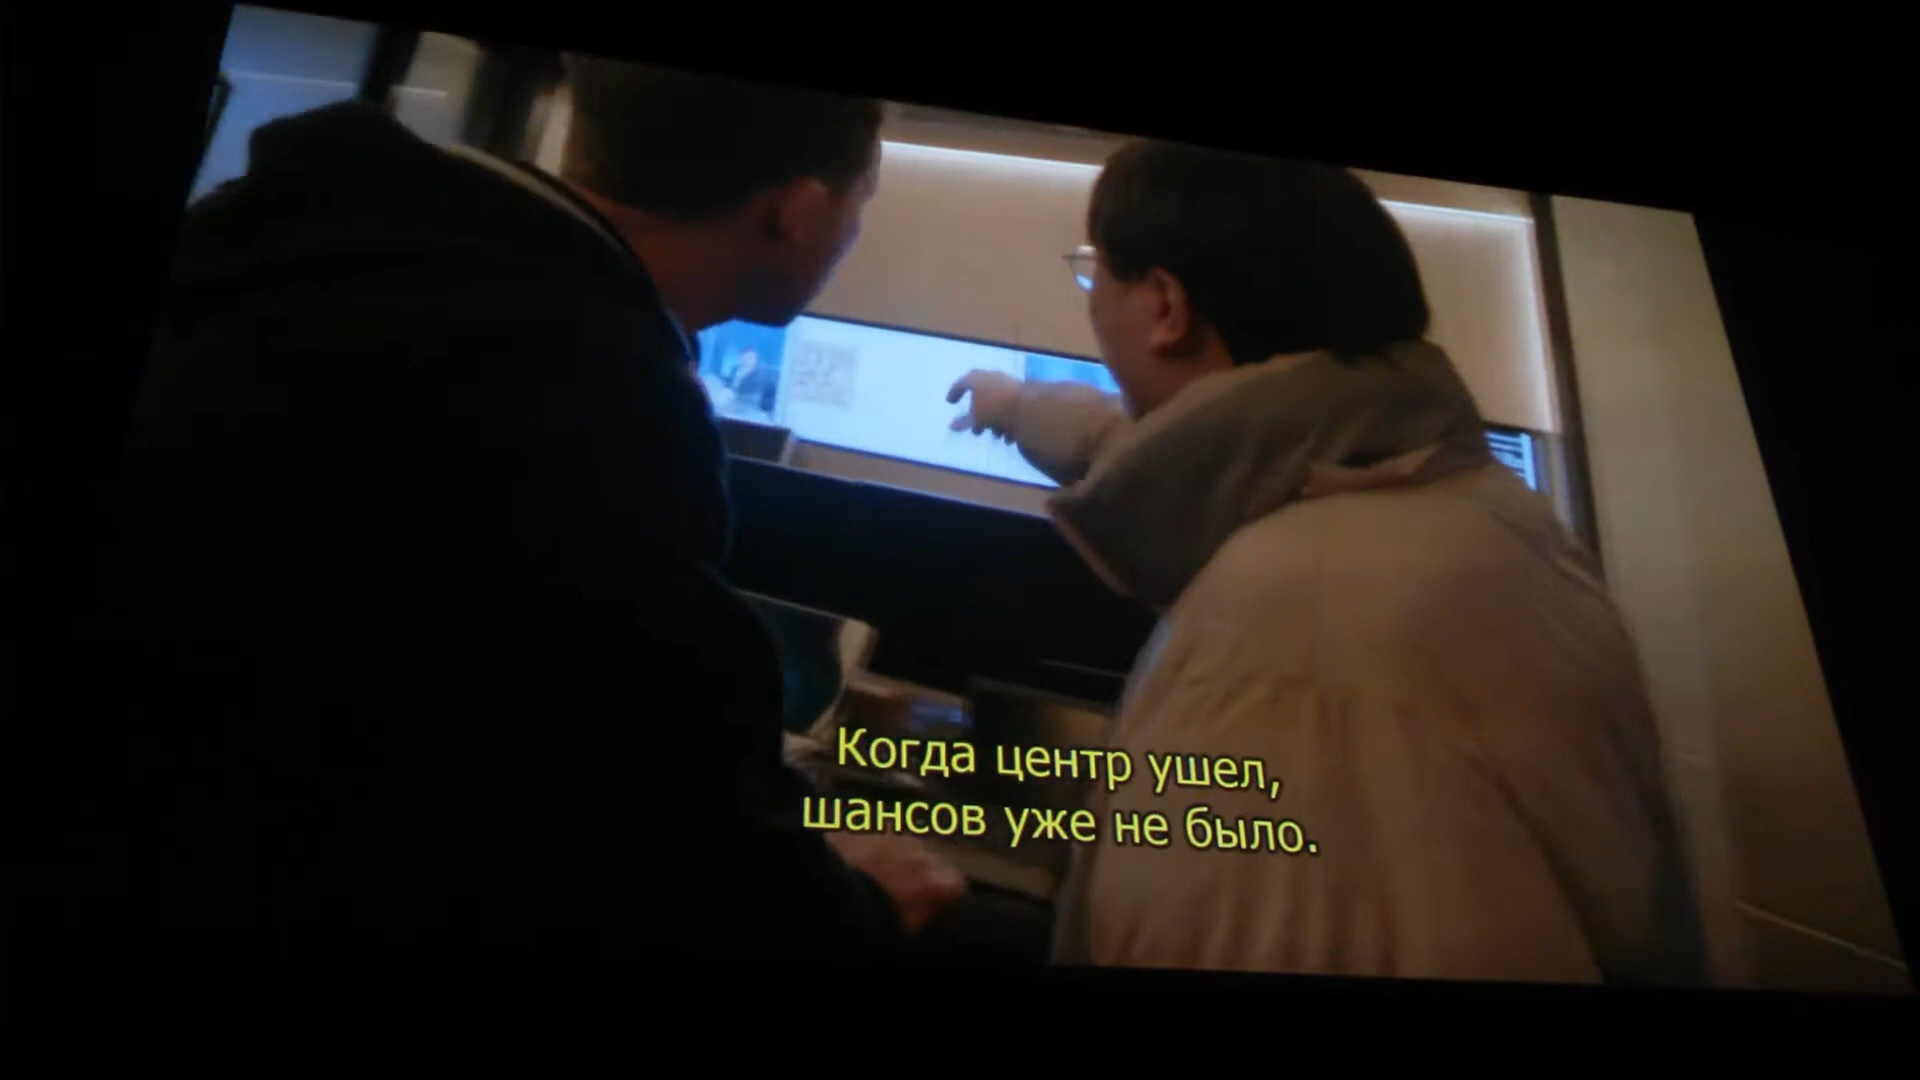 Когда центр ушел,
шансов уже не было.